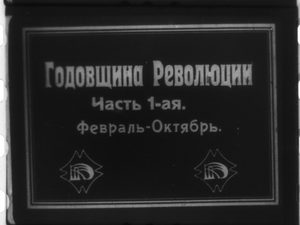 Годовщина Революции
Часть 1-ая.
Февраль-Октябрь.